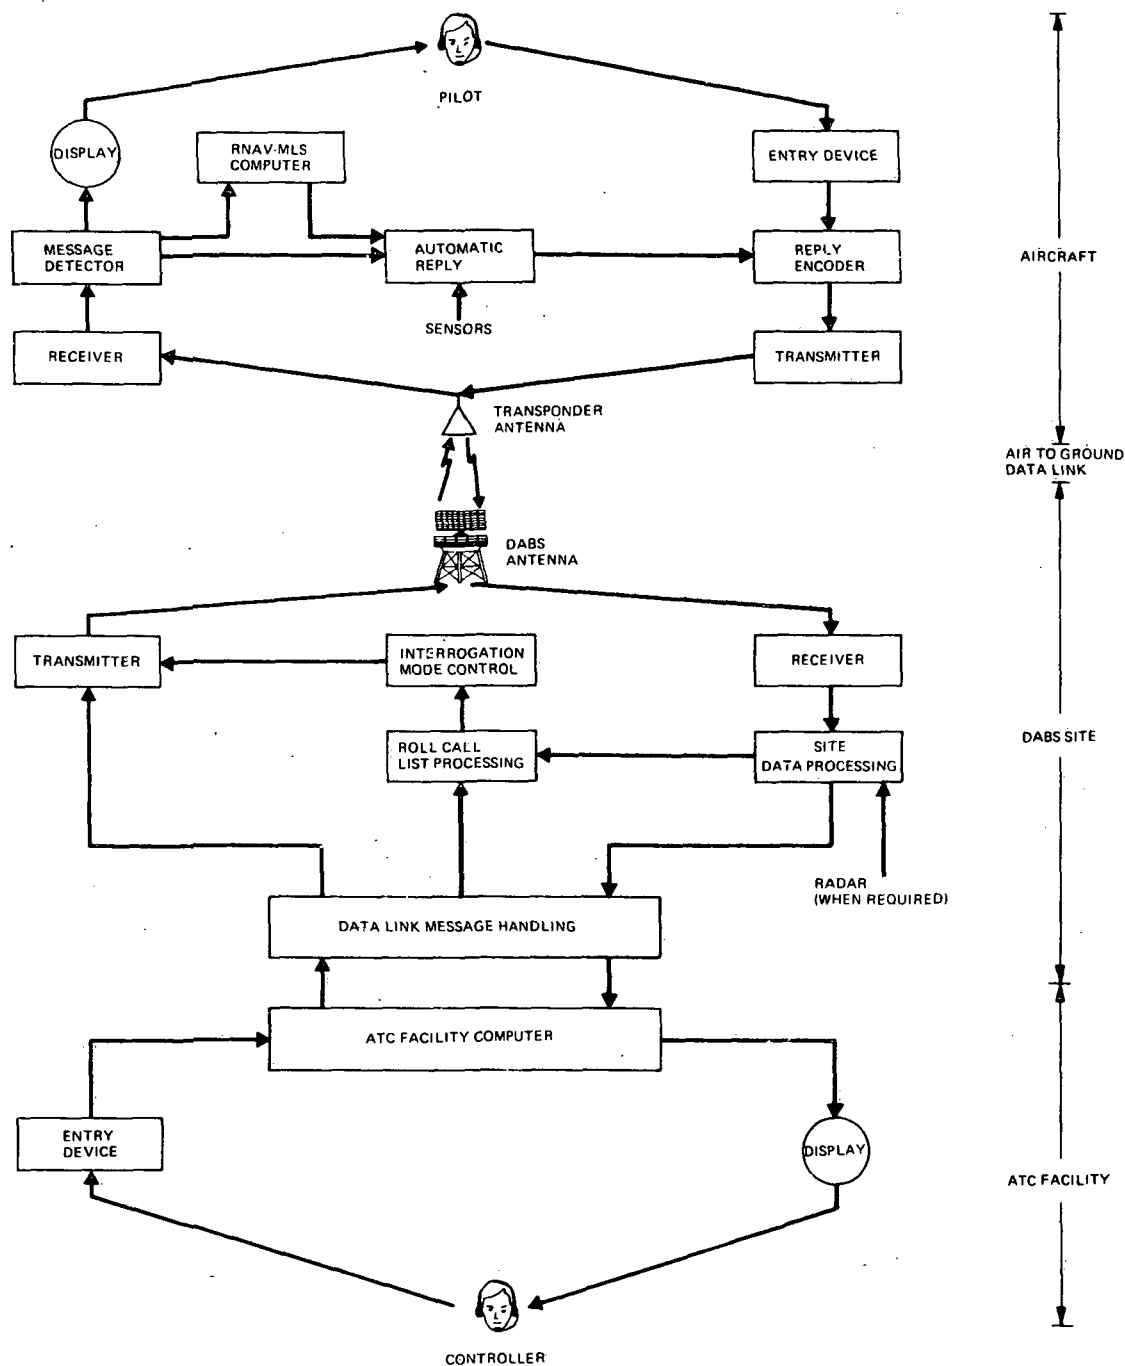 PILOT
DISPLAY
RNAV-MLS
COMPUTER
ENTRY DEVICE
MESSAGE
DETECTOR
AUTOMATIC
REPLY
REPLY
ENCODER
AIRCRAFT
SENSORS
RECEIVER
TRANSMITTER
TRANSPONDER
ANTENNA
AIR TO GROUND
DATA LINK
DABS
ANTENNA
TRANSMITTER
INTERROGATION
MODE CONTROL
RECEIVER
ROLL CALL
LIST PROCESSING
SITE
DATA PROCESSING
DABS SITE
RADAR
(WHEN REQUIRED)
DATA LINK MESSAGE HANDLING
ATC FACILITY COMPUTER
ENTRY
DEVICE
DISPLAY
ATC FACILITY
CONTROLLER